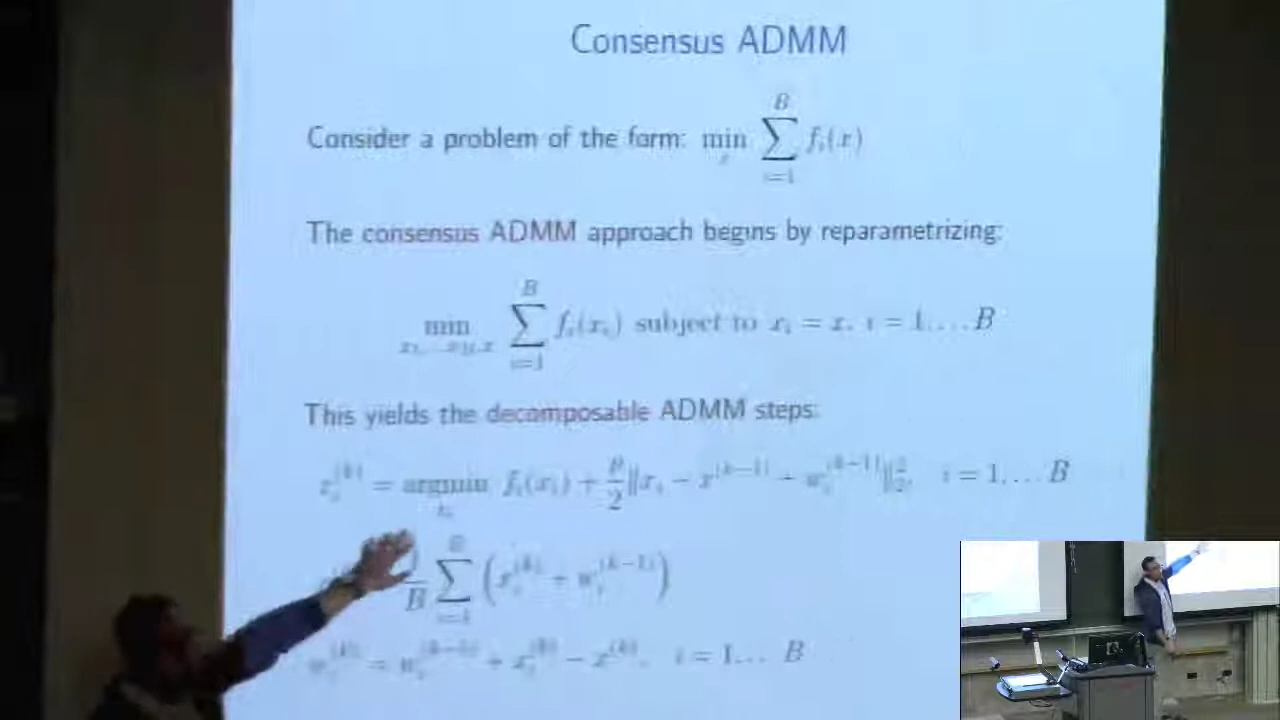 Consensus ADMM
Consider a problem of the form: min_x ∑_{i=1}^{B} f_i(x)
The consensus ADMM approach begins by reparametrizing:
min_{x_1,...x_B,x} ∑_{i=1}^{B} f_i(x_i) subject to x_i = x, i = 1,...B
This yields the decomposable ADMM steps:
x_i^{(k)} = argmin_{x_i} f_i(x_i) + ρ/2 ‖x_i − x^{(k−1)} + w_i^{(k−1)}‖_2^2, i = 1,...B
1/B ∑_{i=1}^{B} (x_i^{(k)} + w_i^{(k−1)})
w_i^{(k)} = w_i^{(k−1)} + x_i^{(k)} − x^{(k)}, i = 1,...B